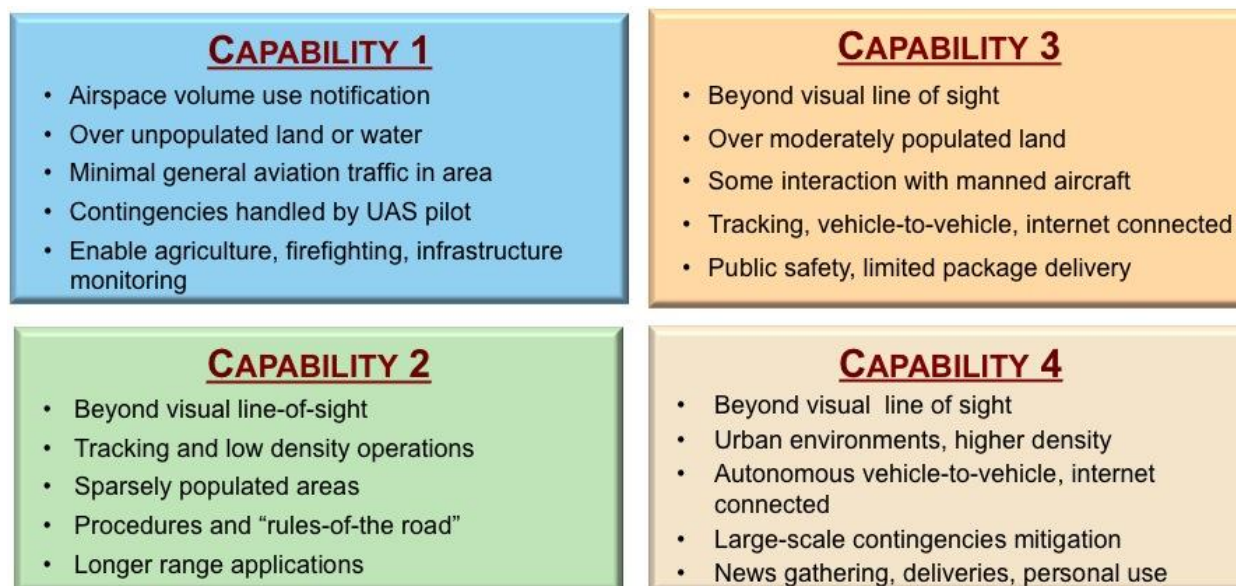 CAPABILITY 1
• Airspace volume use notification
• Over unpopulated land or water
• Minimal general aviation traffic in area
• Contingencies handled by UAS pilot
• Enable agriculture, firefighting, infrastructure
monitoring
CAPABILITY 2
• Beyond visual line-of-sight
• Tracking and low density operations
• Sparsely populated areas
• Procedures and “rules-of-the road”
• Longer range applications
CAPABILITY 3
• Beyond visual line of sight
• Over moderately populated land
• Some interaction with manned aircraft
• Tracking, vehicle-to-vehicle, internet connected
• Public safety, limited package delivery
CAPABILITY 4
• Beyond visual line of sight
• Urban environments, higher density
• Autonomous vehicle-to-vehicle, internet
connected
• Large-scale contingencies mitigation
• News gathering, deliveries, personal use